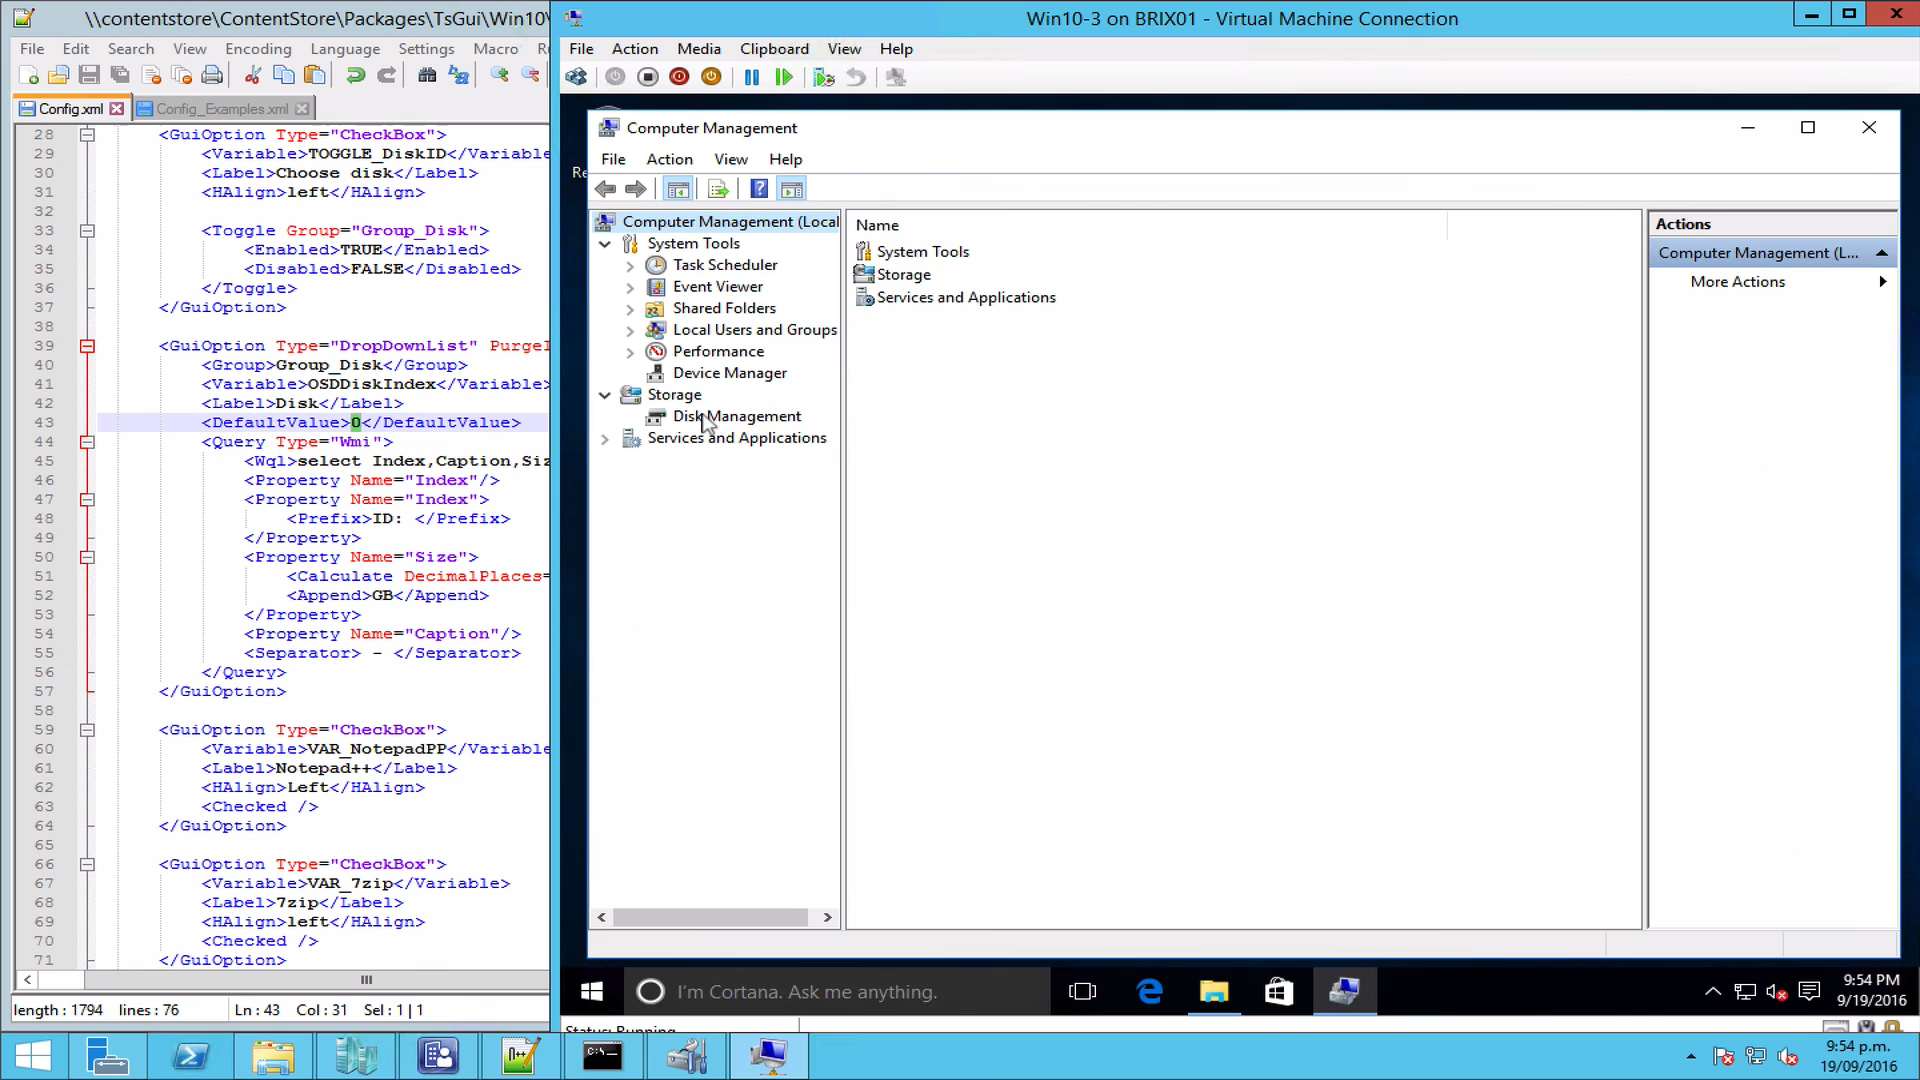 \\contentstore\ContentStore\Packages\TsGui\Win10\
File Edit Search View Encoding Language Settings Macro
Config.xml
Config_Examples.xml
28 <GuiOption Type="CheckBox">
29 <Variable>TOGGLE_DiskID</Variable>
30 <Label>Choose disk</Label>
31 <HAlign>left</HAlign>
32
33 <Toggle Group="Group_Disk">
34 <Enabled>TRUE</Enabled>
35 <Disabled>FALSE</Disabled>
36 </Toggle>
37 </GuiOption>
38
39 <GuiOption Type="DropDownList"
40 <Group>Group_Disk</Group>
41 <Variable>OSDDiskIndex</Variable>
42 <Label>Disk</Label>
43 <DefaultValue>0</DefaultValue>
44 <Query Type="Wmi">
45 <Wql>select Index,Caption,Siz
46 <Property Name="Index"/>
47 <Property Name="Index">
48 <Prefix>ID: </Prefix>
49 </Property>
50 <Property Name="Size">
51 <Calculate DecimalPlaces=
52 <Append>GB</Append>
53 </Property>
54 <Property Name="Caption"/>
55 <Separator> - </Separator>
56 </Query>
57 </GuiOption>
58
59 <GuiOption Type="CheckBox">
60 <Variable>VAR_NotepadPP</Variable
61 <Label>Notepad++</Label>
62 <HAlign>Left</HAlign>
63 <Checked />
64 </GuiOption>
65
66 <GuiOption Type="CheckBox">
67 <Variable>VAR_7zip</Variable>
68 <Label>7zip</Label>
69 <HAlign>left</HAlign>
70 <Checked />
71 </GuiOption>
length : 1794 lines : 76 Ln : 43 Col : 31 Sel : 1 | 1
Win10-3 on BRIX01 - Virtual Machine Connection
File Action Media Clipboard View Help
Computer Management
File Action View Help
Computer Management (Local
System Tools
Task Scheduler
Event Viewer
Shared Folders
Local Users and Groups
Performance
Device Manager
Storage
Disk Management
Services and Applications
Name
System Tools
Storage
Services and Applications
Actions
Computer Management (L...
More Actions
I'm Cortana. Ask me anything.
9:54 PM
9/19/2016
Status: Running
9:54 p.m.
19/09/2016